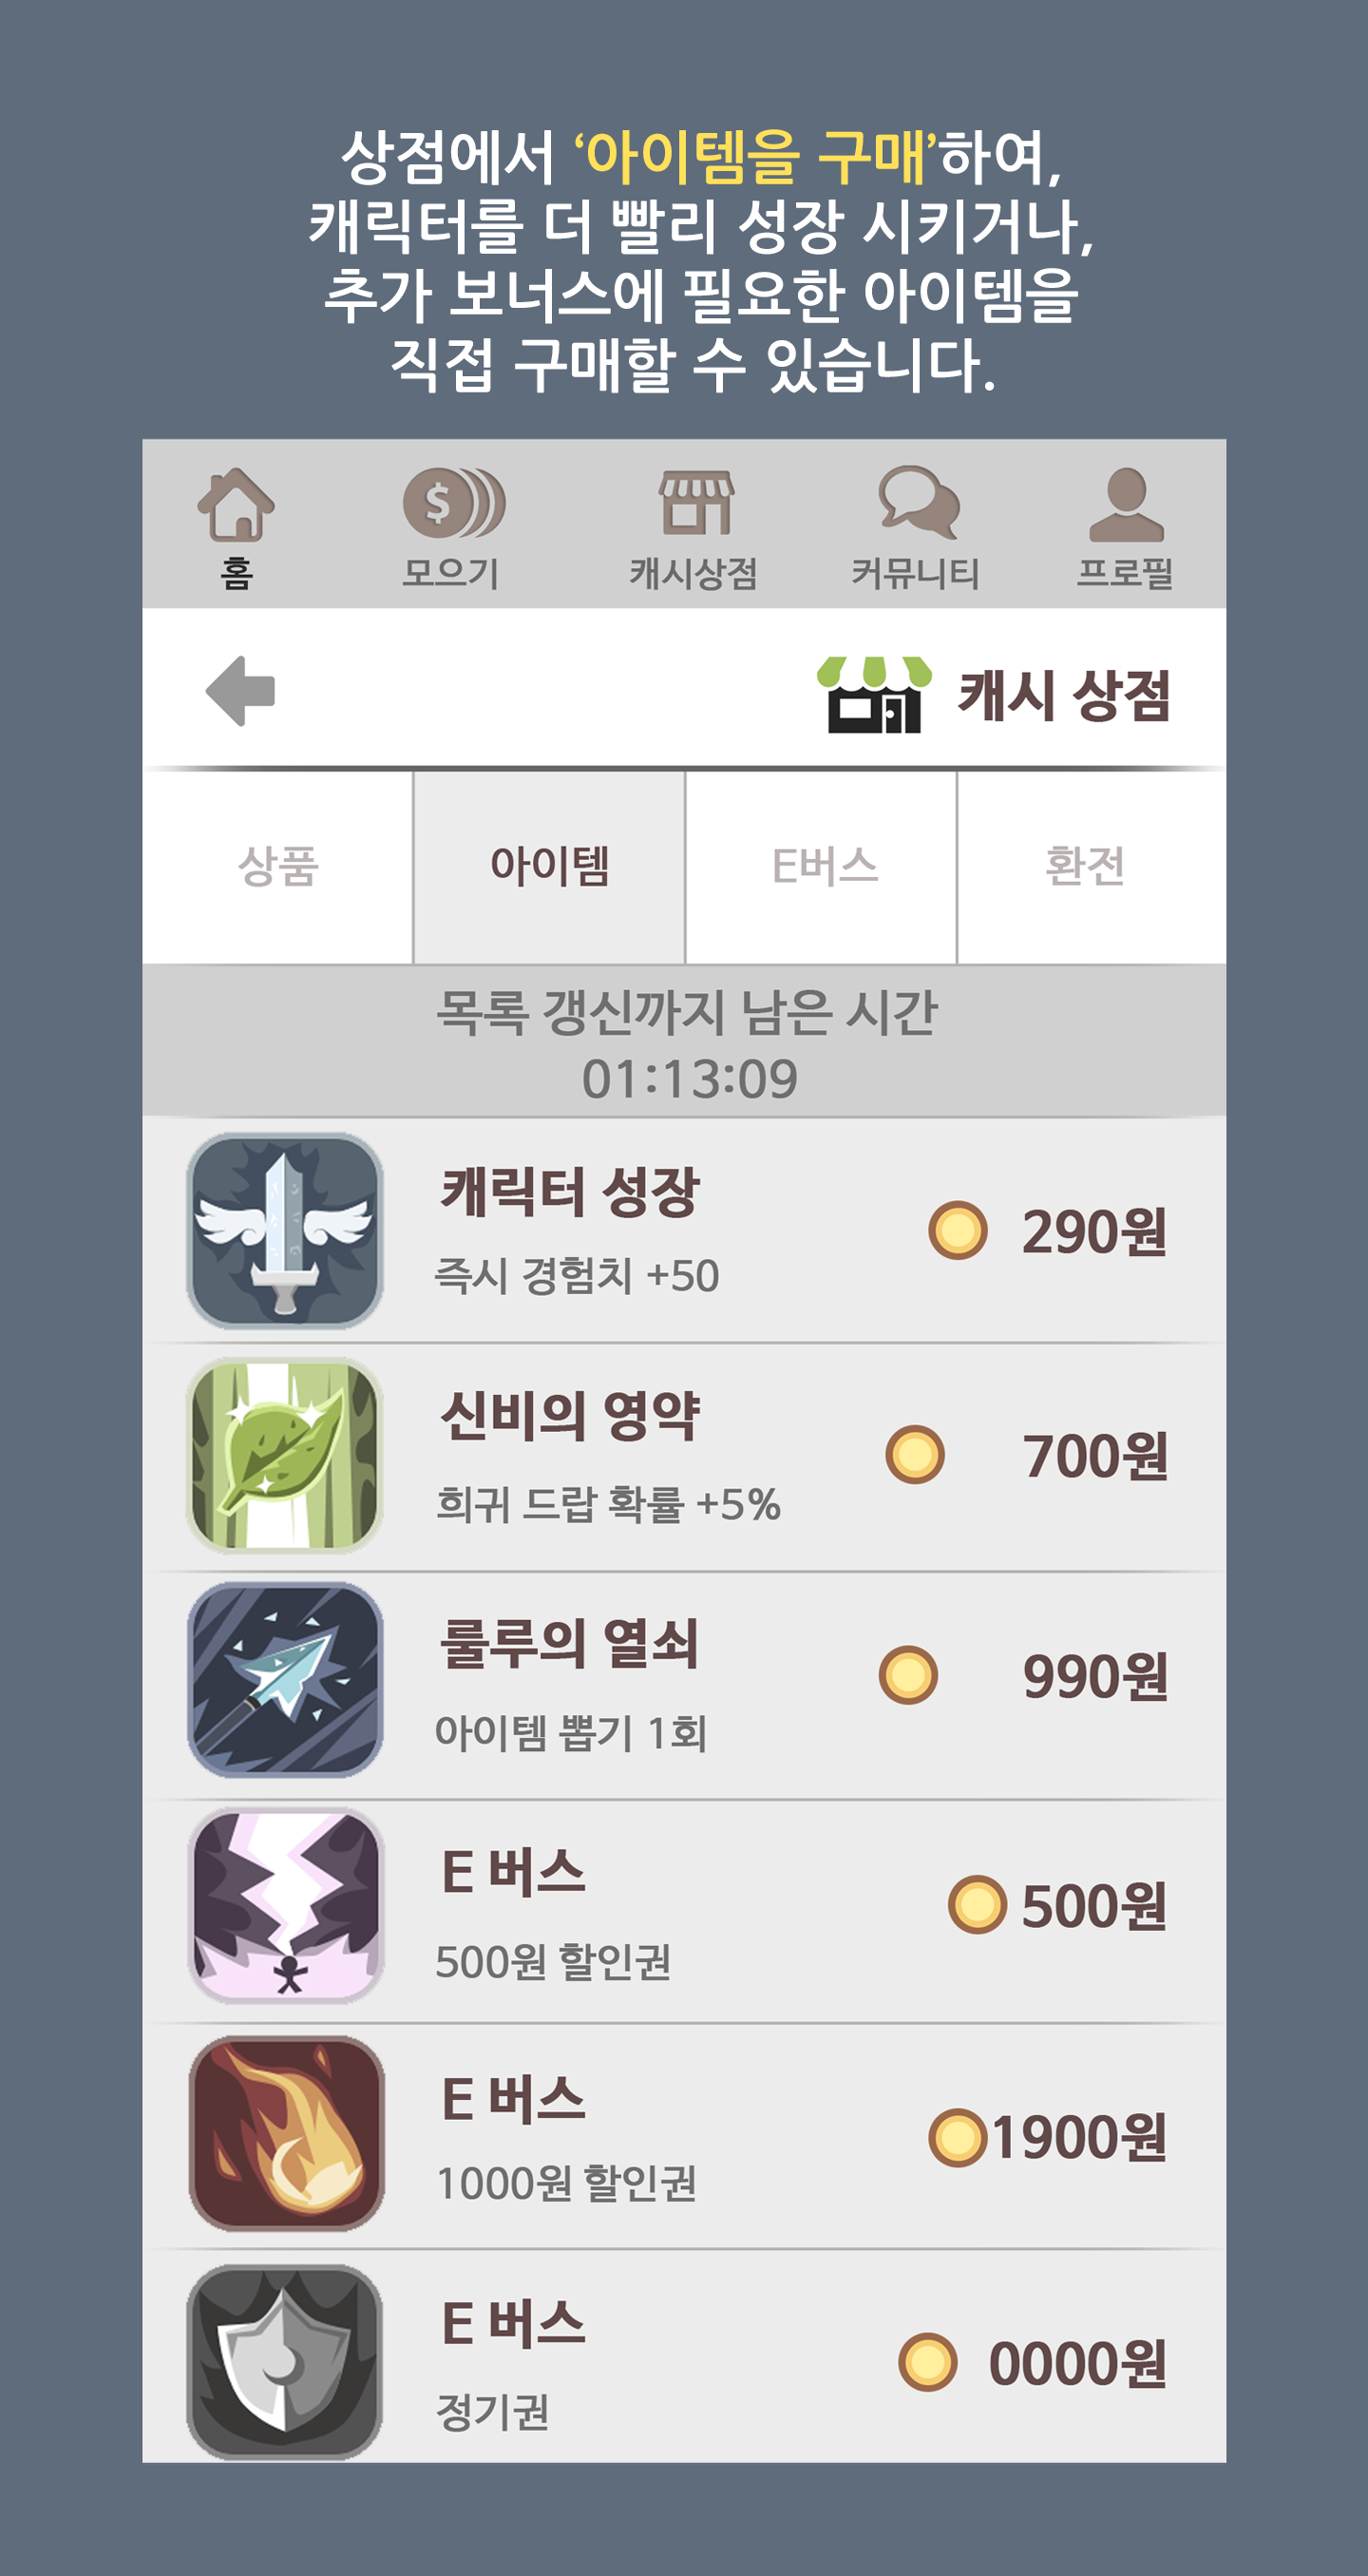 상점에서 ‘아이템을 구매’하여,
캐릭터를 더 빨리 성장 시키거나,
추가 보너스에 필요한 아이템을
직접 구매할 수 있습니다.
홈 모으기 캐시상점 커뮤니티 프로필
캐시 상점
상품 아이템 E버스 환전
목록 갱신까지 남은 시간
01:13:09
캐릭터 성장
즉시 경험치 +50
290원
신비의 영약
희귀 드랍 확률 +5%
700원
룰루의 열쇠
아이템 뽑기 1회
990원
E 버스
500원 할인권
500원
E 버스
1000원 할인권
1900원
E 버스
정기권
0000원